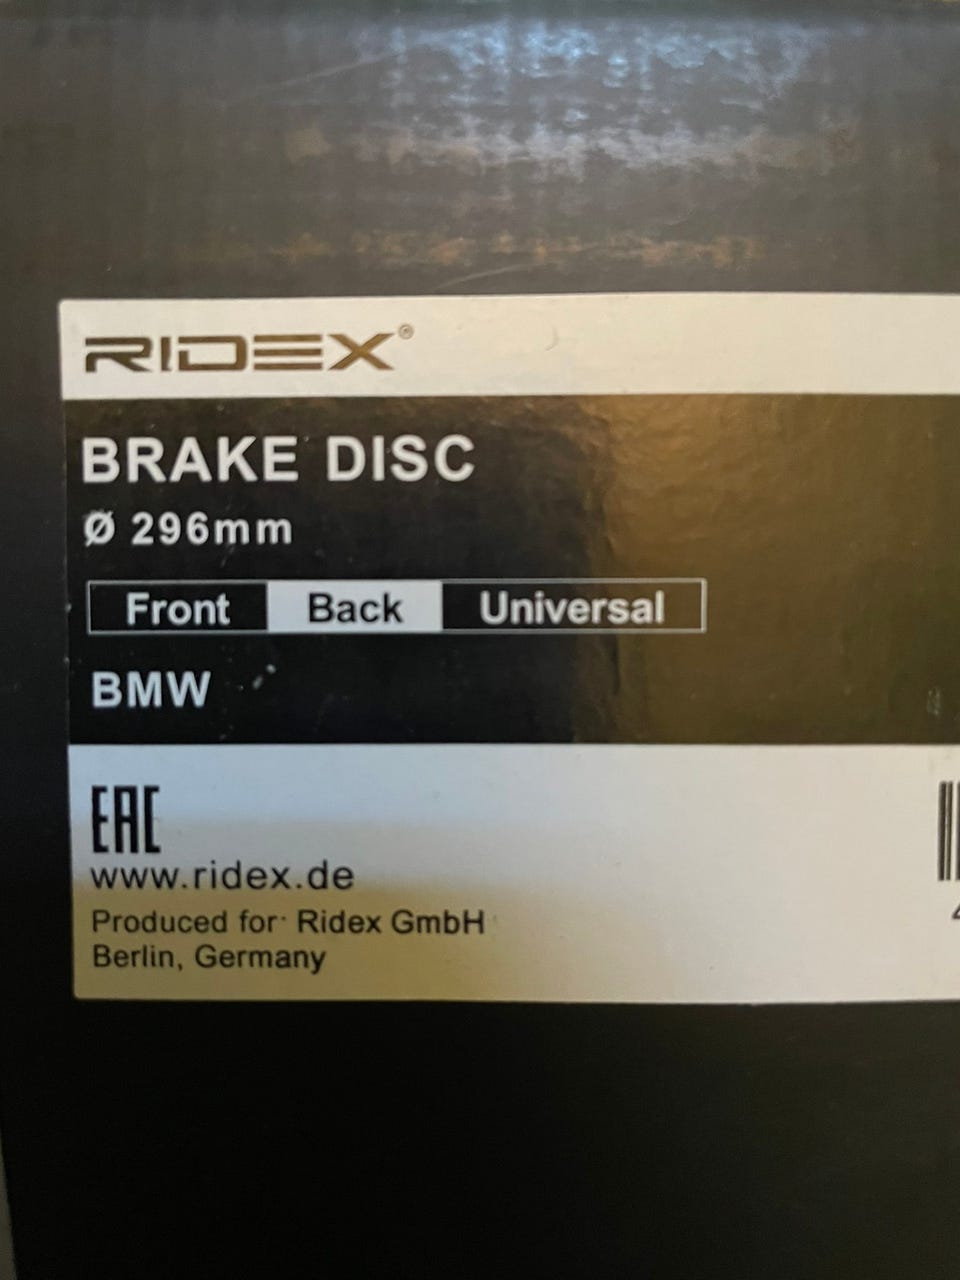 RIDEX®
BRAKE DISC
Ø 296mm
Front Back Universal
BMW
EAC
www.ridex.de
Produced for Ridex GmbH
Berlin, Germany